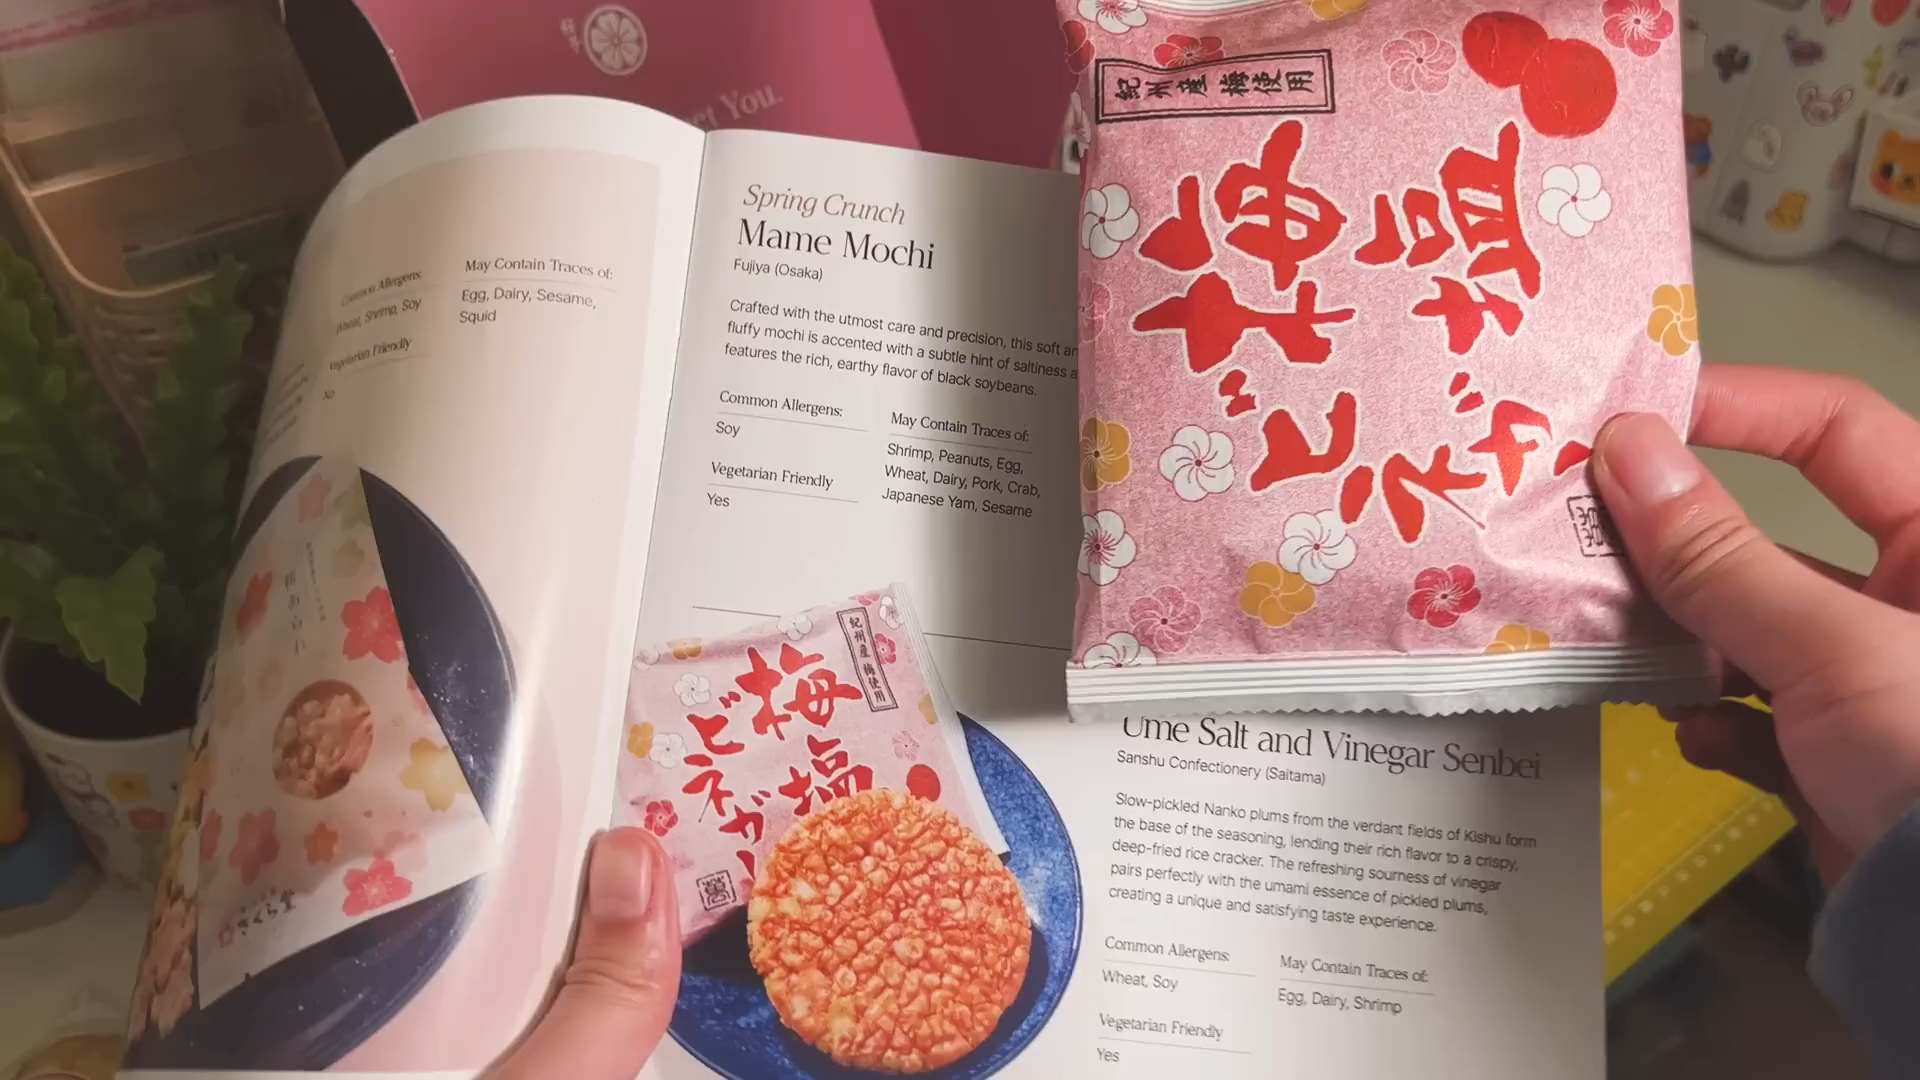 You.
Common Allergens:
Wheat, Shrimp, Soy
Vegetarian Friendly
No
May Contain Traces of:
Egg, Dairy, Sesame,
Squid
さくら堂
Spring Crunch
Mame Mochi
Fujiya (Osaka)
Crafted with the utmost care and precision, this soft
fluffy mochi is accented with a subtle hint of saltiness
features the rich, earthy flavor of black soybeans.
Common Allergens:
Soy
Vegetarian Friendly
Yes
May Contain Traces of:
Shrimp, Peanuts, Egg,
Wheat, Dairy, Pork, Crab,
Japanese Yam, Sesame
紀州産 梅使用
梅塩
ビネガー
紀州産 梅使用
梅塩
ビネガー
Ume Salt and Vinegar Senbei
Sanshu Confectionery (Saitama)
Slow-pickled Nanko plums from the verdant fields of Kishu form
the base of the seasoning, lending their rich flavor to a crispy,
deep-fried rice cracker. The refreshing sourness of vinegar
pairs perfectly with the umami essence of pickled plums,
creating a unique and satisfying taste experience.
Common Allergens:
Wheat, Soy
Vegetarian Friendly
Yes
May Contain Traces of:
Egg, Dairy, Shrimp